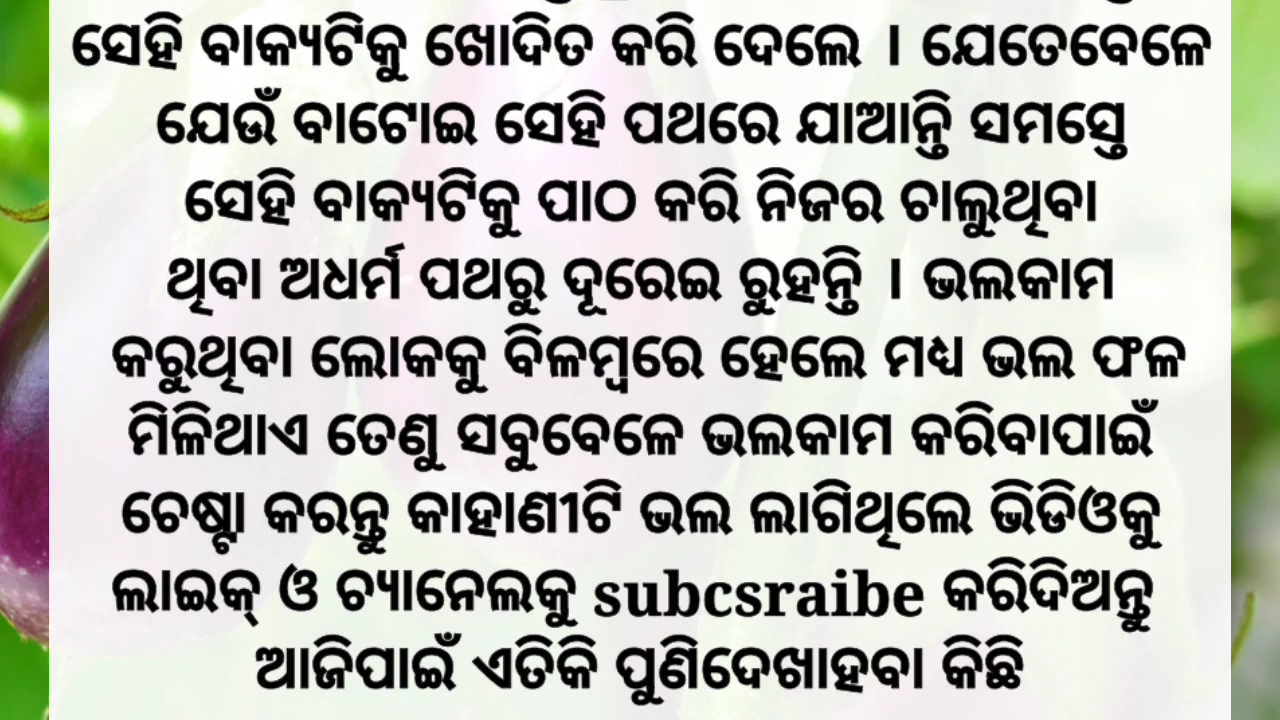 ସେହି ବାକ୍ୟଟିକୁ ଖୋଦିତ କରି ଦେଲେ । ଯେତେବେଳେ
ଯେଉଁ ବାଟୋଇ ସେହି ପଥରେ ଯାଆନ୍ତି ସମସ୍ତେ
ସେହି ବାକ୍ୟଟିକୁ ପାଠ କରି ନିଜର ଚାଲୁଥିବା
ଥିବା ଅଧର୍ମ ପଥରୁ ଦୂରେଇ ରୁହନ୍ତି । ଭଲକାମ
କରୁଥିବା ଲୋକକୁ ବିଳମ୍ବରେ ହେଲେ ମଧ୍ୟ ଭଲ ଫଳ
ମିଳିଥାଏ ତେଣୁ ସବୁବେଳେ ଭଲକାମ କରିବାପାଇଁ
ଚେଷ୍ଟା କରନ୍ତୁ କାହାଣୀଟି ଭଲ ଲାଗିଥିଲେ ଭିଡିଓକୁ
ଲାଇକ୍ ଓ ଚ୍ୟାନେଲକୁ subcsraibe କରିଦିଅନ୍ତୁ
ଆଜିପାଇଁ ଏତିକି ପୁଣିଦେଖାହବା କିଛି